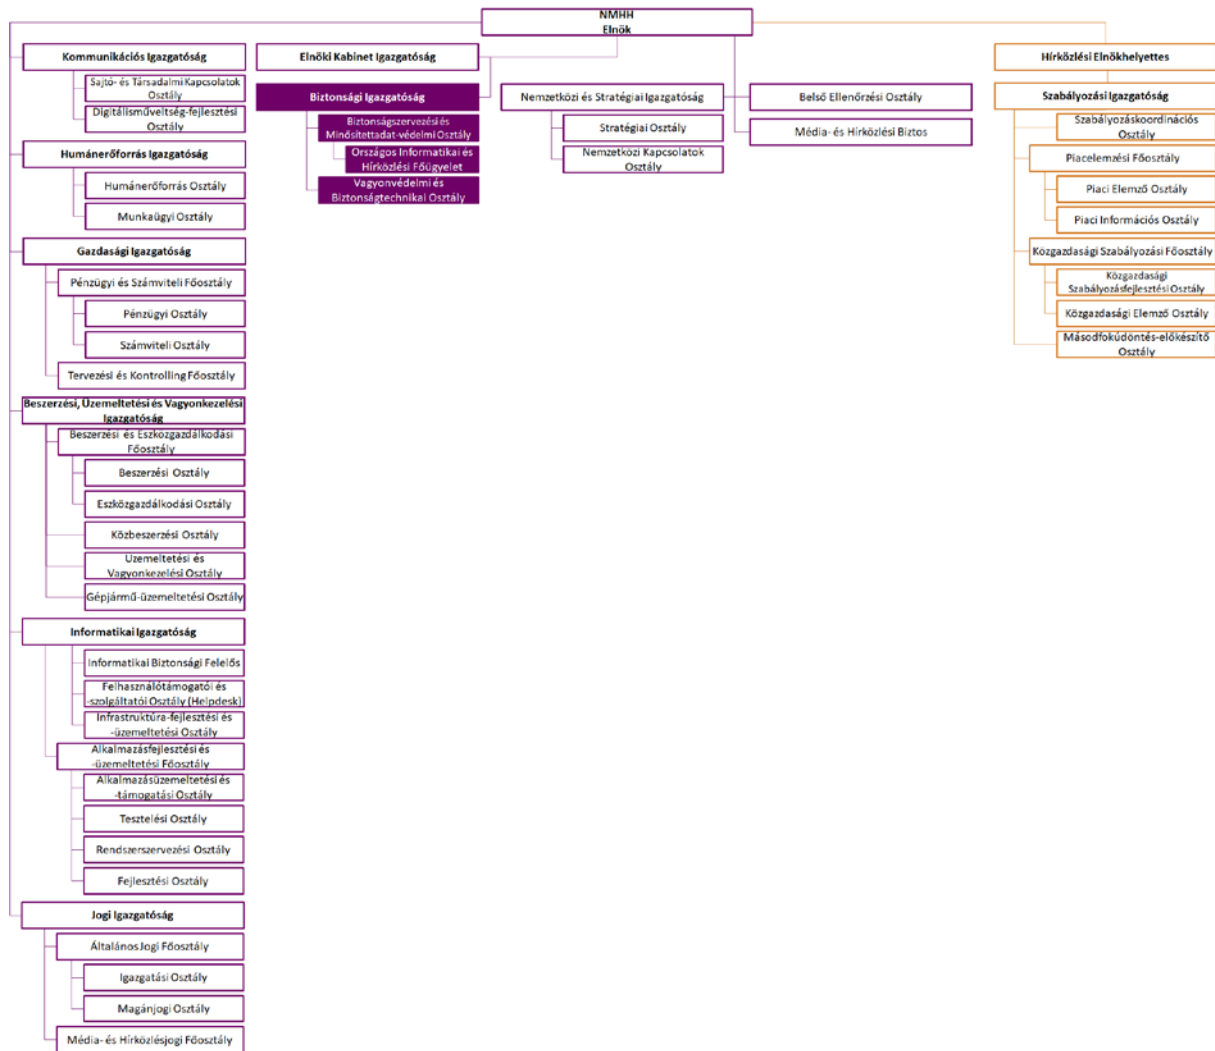 NMHH
Elnök
Kommunikációs Igazgatóság
Sajtó- és Társadalmi Kapcsolatok
Osztály
Digitálisműveltség-fejlesztési
Osztály
Humánerőforrás Igazgatóság
Humánerőforrás Osztály
Munkaügyi Osztály
Gazdasági Igazgatóság
Pénzügyi és Számviteli Főosztály
Pénzügyi Osztály
Számviteli Osztály
Tervezési és Kontrolling Főosztály
Beszerzési, Üzemeltetési és Vagyonkezelési
Igazgatóság
Beszerzési és Eszközgazdálkodási
Főosztály
Beszerzési Osztály
Eszközgazdálkodási Osztály
Közbeszerzési Osztály
Üzemeltetési és
Vagyonkezelési Osztály
Gépjármű-üzemeltetési Osztály
Informatikai Igazgatóság
Informatikai Biztonsági Felelős
Felhasználótámogatói és
-szolgáltatói Osztály (Helpdesk)
Infrastruktúra-fejlesztési és
-üzemeltetési Osztály
Alkalmazásfejlesztési és
-üzemeltetési Főosztály
Alkalmazásüzemeltetési és
-támogatási Osztály
Tesztelési Osztály
Rendszerszervezési Osztály
Fejlesztési Osztály
Jogi Igazgatóság
Általános Jogi Főosztály
Igazgatási Osztály
Magánjogi Osztály
Média- és Hírközlésjogi Főosztály
Elnöki Kabinet Igazgatóság
Biztonsági Igazgatóság
Biztonságszervezési és
Minősítettadat-védelmi Osztály
Országos Informatikai és
Hírközlési Főügyelet
Vagyonvédelmi és
Biztonságtechnikai Osztály
Nemzetközi és Stratégiai Igazgatóság
Stratégiai Osztály
Nemzetközi Kapcsolatok
Osztály
Belső Ellenőrzési Osztály
Média- és Hírközlési Biztos
Hírközlési Elnökhelyettes
Szabályozási Igazgatóság
Szabályozáskoordinációs
Osztály
Piacelemzési Főosztály
Piaci Elemző Osztály
Piaci Információs Osztály
Közgazdasági Szabályozási Főosztály
Közgazdasági
Szabályozásfejlesztési Osztály
Közgazdasági Elemző Osztály
Másodfokúdöntés-előkészítő
Osztály